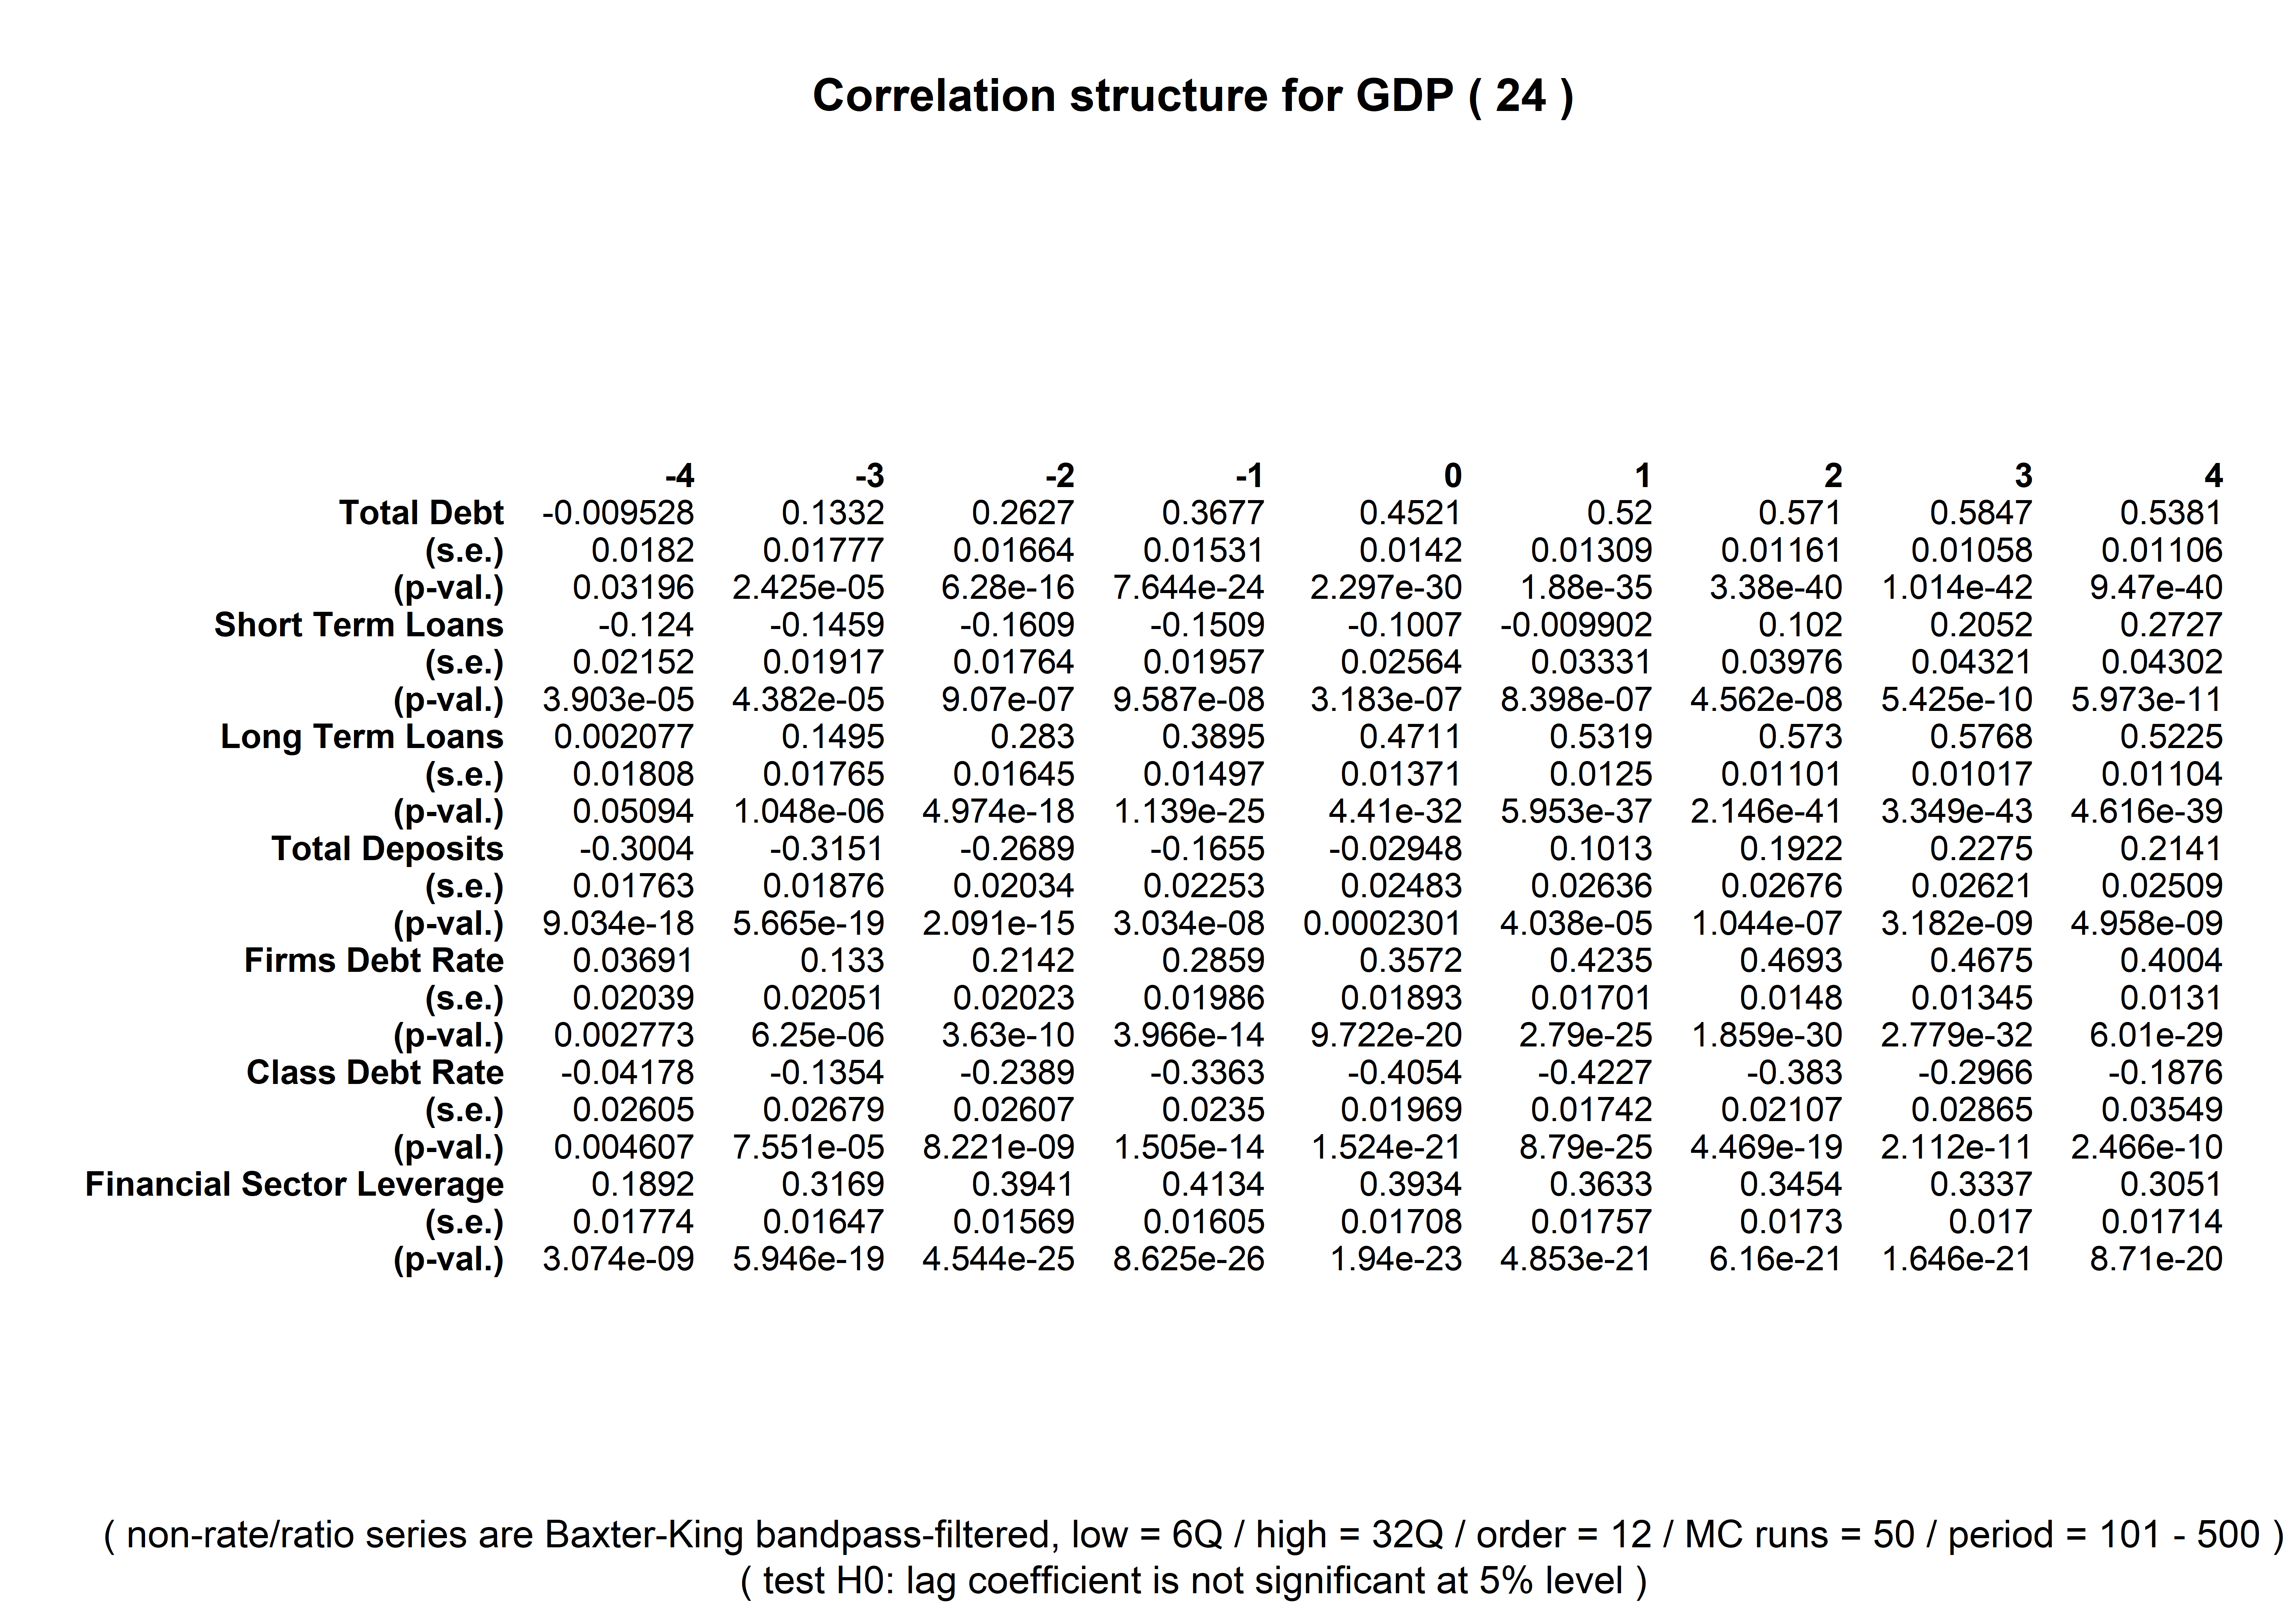 Correlation structure for GDP ( 24 )
-4 -3 -2 -1 0 1 2 3 4
Total Debt -0.009528 0.1332 0.2627 0.3677 0.4521 0.52 0.571 0.5847 0.5381
(s.e.) 0.0182 0.01777 0.01664 0.01531 0.0142 0.01309 0.01161 0.01058 0.01106
(p-val.) 0.03196 2.425e-05 6.28e-16 7.644e-24 2.297e-30 1.88e-35 3.38e-40 1.014e-42 9.47e-40
Short Term Loans -0.124 -0.1459 -0.1609 -0.1509 -0.1007 -0.009902 0.102 0.2052 0.2727
(s.e.) 0.02152 0.01917 0.01764 0.01957 0.02564 0.03331 0.03976 0.04321 0.04302
(p-val.) 3.903e-05 4.382e-05 9.07e-07 9.587e-08 3.183e-07 8.398e-07 4.562e-08 5.425e-10 5.973e-11
Long Term Loans 0.002077 0.1495 0.283 0.3895 0.4711 0.5319 0.573 0.5768 0.5225
(s.e.) 0.01808 0.01765 0.01645 0.01497 0.01371 0.0125 0.01101 0.01017 0.01104
(p-val.) 0.05094 1.048e-06 4.974e-18 1.139e-25 4.41e-32 5.953e-37 2.146e-41 3.349e-43 4.616e-39
Total Deposits -0.3004 -0.3151 -0.2689 -0.1655 -0.02948 0.1013 0.1922 0.2275 0.2141
(s.e.) 0.01763 0.01876 0.02034 0.02253 0.02483 0.02636 0.02676 0.02621 0.02509
(p-val.) 9.034e-18 5.665e-19 2.091e-15 3.034e-08 0.0002301 4.038e-05 1.044e-07 3.182e-09 4.958e-09
Firms Debt Rate 0.03691 0.133 0.2142 0.2859 0.3572 0.4235 0.4693 0.4675 0.4004
(s.e.) 0.02039 0.02051 0.02023 0.01986 0.01893 0.01701 0.0148 0.01345 0.0131
(p-val.) 0.002773 6.25e-06 3.63e-10 3.966e-14 9.722e-20 2.79e-25 1.859e-30 2.779e-32 6.01e-29
Class Debt Rate -0.04178 -0.1354 -0.2389 -0.3363 -0.4054 -0.4227 -0.383 -0.2966 -0.1876
(s.e.) 0.02605 0.02679 0.02607 0.0235 0.01969 0.01742 0.02107 0.02865 0.03549
(p-val.) 0.004607 7.551e-05 8.221e-09 1.505e-14 1.524e-21 8.79e-25 4.469e-19 2.112e-11 2.466e-10
Financial Sector Leverage 0.1892 0.3169 0.3941 0.4134 0.3934 0.3633 0.3454 0.3337 0.3051
(s.e.) 0.01774 0.01647 0.01569 0.01605 0.01708 0.01757 0.0173 0.017 0.01714
(p-val.) 3.074e-09 5.946e-19 4.544e-25 8.625e-26 1.94e-23 4.853e-21 6.16e-21 1.646e-21 8.71e-20
( non-rate/ratio series are Baxter-King bandpass-filtered, low = 6Q / high = 32Q / order = 12 / MC runs = 50 / period = 101 - 500 )
( test H0: lag coefficient is not significant at 5% level )